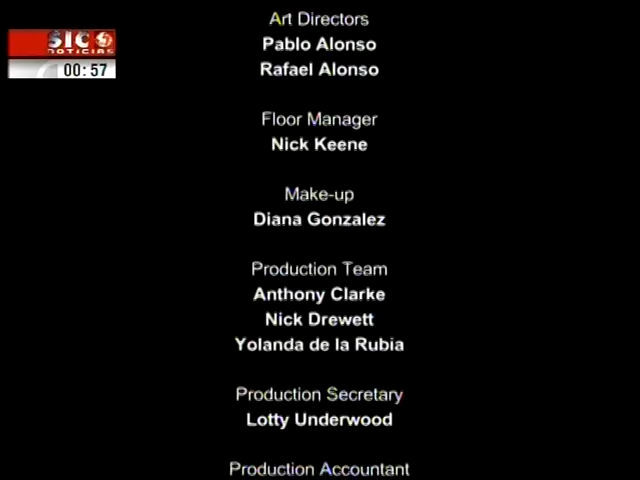 SIC
NOTICIAS
00:57
Art Directors
Pablo Alonso
Rafael Alonso
Floor Manager
Nick Keene
Make-up
Diana Gonzalez
Production Team
Anthony Clarke
Nick Drewett
Yolanda de la Rubia
Production Secretary
Lotty Underwood
Production Accountant